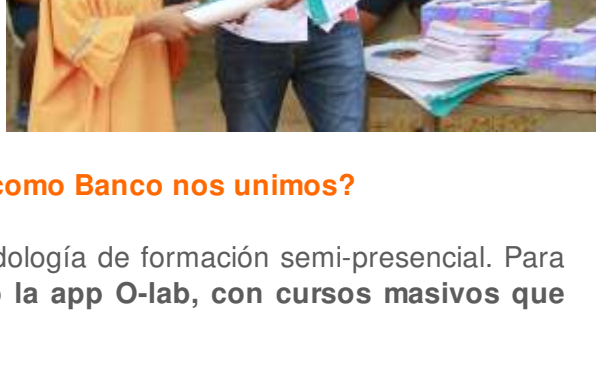 como Banco nos unimos?
dología de formación semi-presencial. Para
la app O-lab, con cursos masivos que